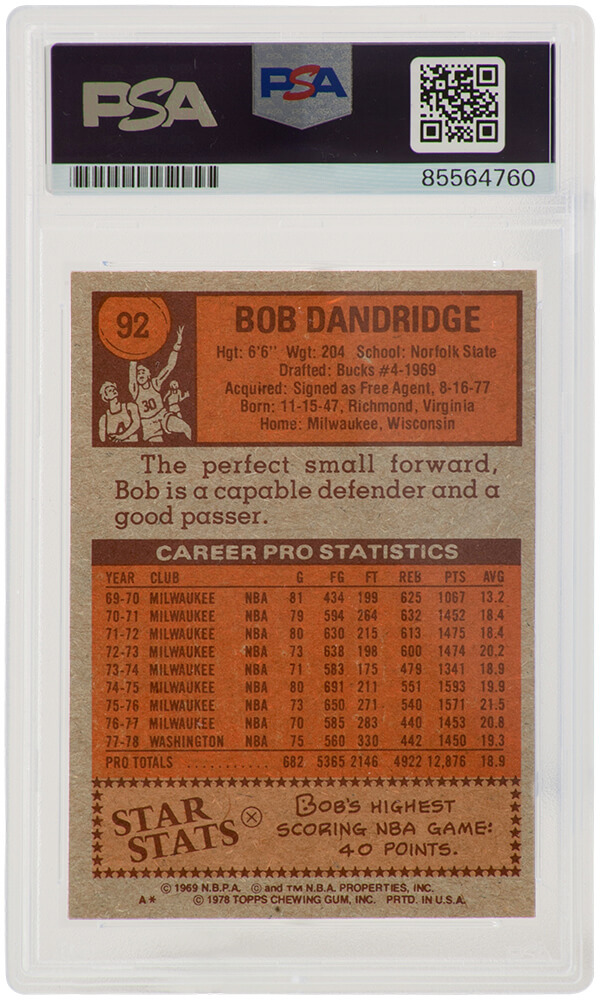 PSA
PSA
85564760
92
30
BOB DANDRIDGE
Hgt: 6'6" Wgt: 204 School: Norfolk State
Drafted: Bucks #4-1969
Acquired: Signed as Free Agent, 8-16-77
Born: 11-15-47, Richmond, Virginia
Home: Milwaukee, Wisconsin
The perfect small forward,
Bob is a capable defender and a
good passer.
CAREER PRO STATISTICS
YEAR CLUB G FG FT REB PTS AVG
69-70 MILWAUKEE NBA 81 434 199 625 1067 13.2
70-71 MILWAUKEE NBA 79 594 264 632 1452 18.4
71-72 MILWAUKEE NBA 80 630 215 613 1475 18.4
72-73 MILWAUKEE NBA 73 638 198 600 1474 20.2
73-74 MILWAUKEE NBA 71 583 175 479 1341 18.9
74-75 MILWAUKEE NBA 80 691 211 551 1593 19.9
75-76 MILWAUKEE NBA 73 650 271 540 1571 21.5
76-77 MILWAUKEE NBA 70 585 283 440 1453 20.8
77-78 WASHINGTON NBA 75 560 330 442 1450 19.3
PRO TOTALS ........... 682 5365 2146 4922 12,876 18.9
STAR STATS
BOB'S HIGHEST
SCORING NBA GAME:
40 POINTS.
© 1969 N.B.P.A. © and TM N.B.A. PROPERTIES, INC.
A* © 1978 TOPPS CHEWING GUM, INC. PRTD. IN U.S.A.